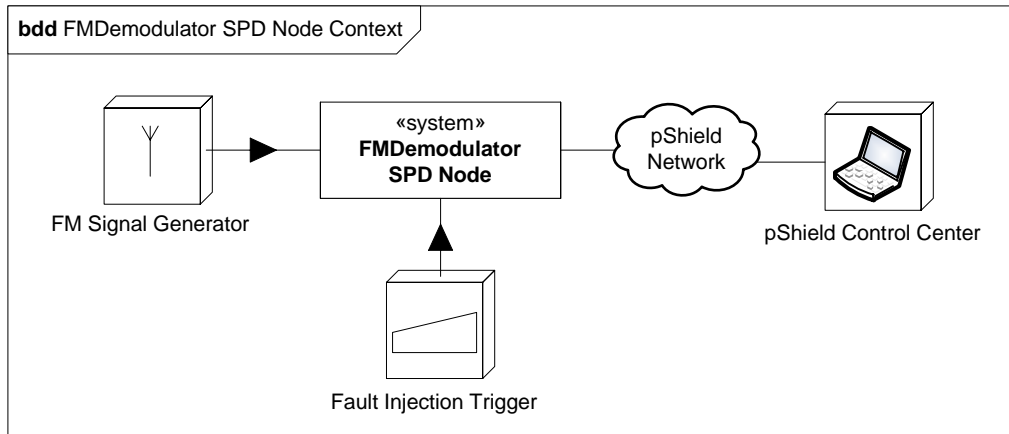 bdd FMDemodulator SPD Node Context
«system»
FMDemodulator
SPD Node
pShield
Network
FM Signal Generator
pShield Control Center
Fault Injection Trigger